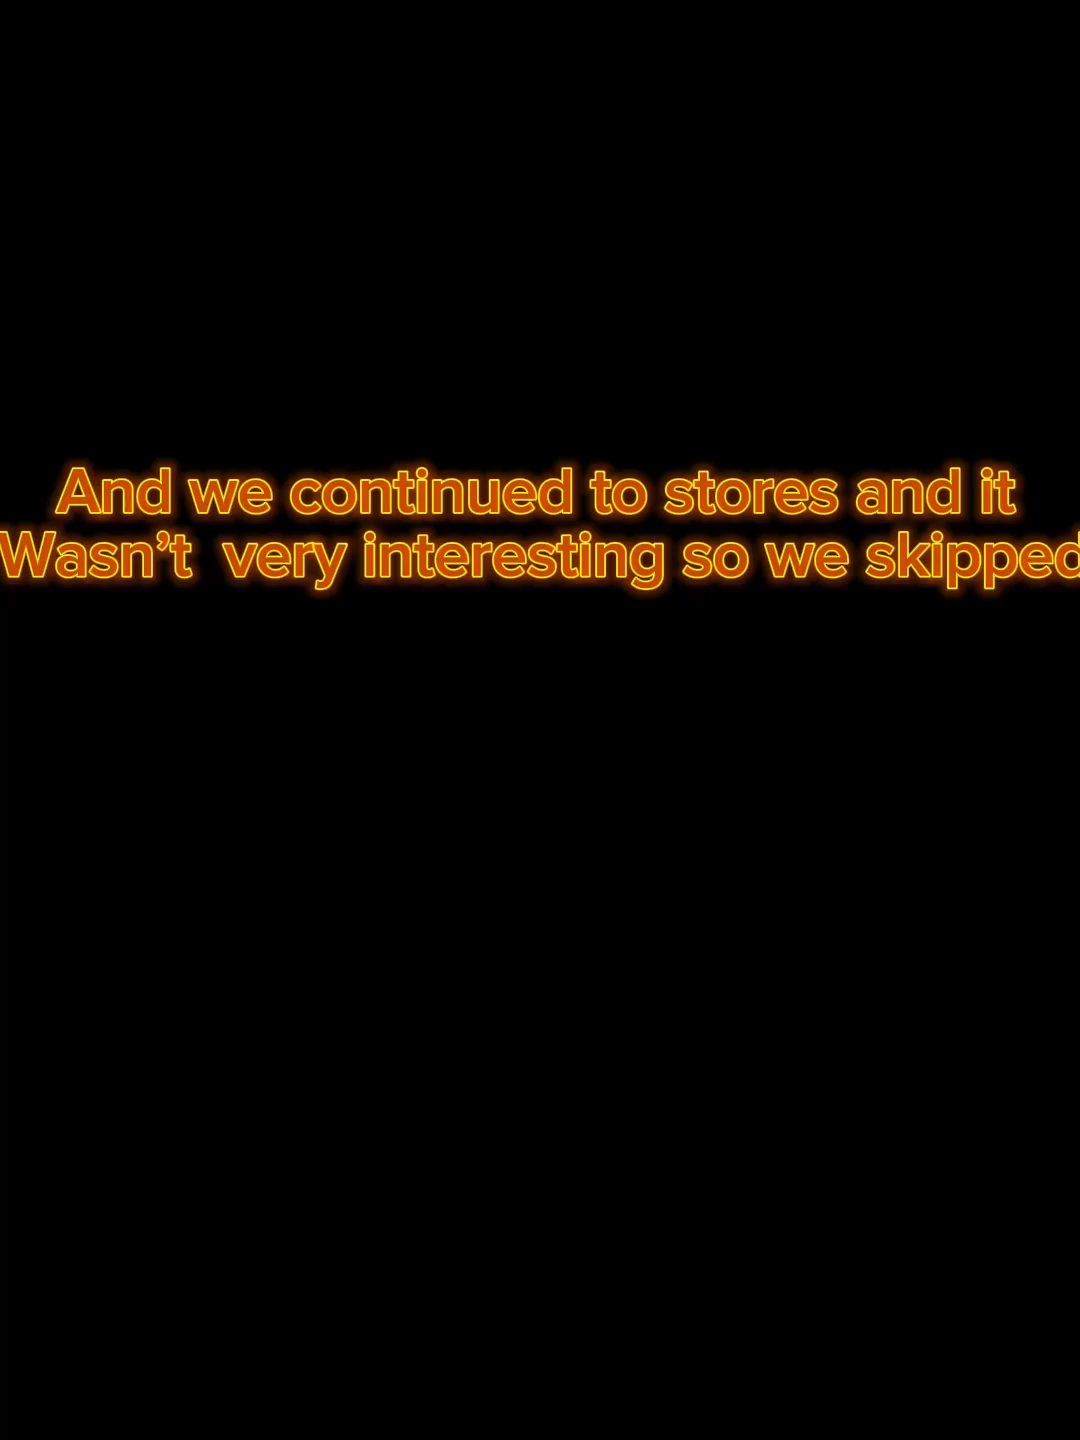 And we continued to stores and it
Wasn’t  very interesting so we skipped